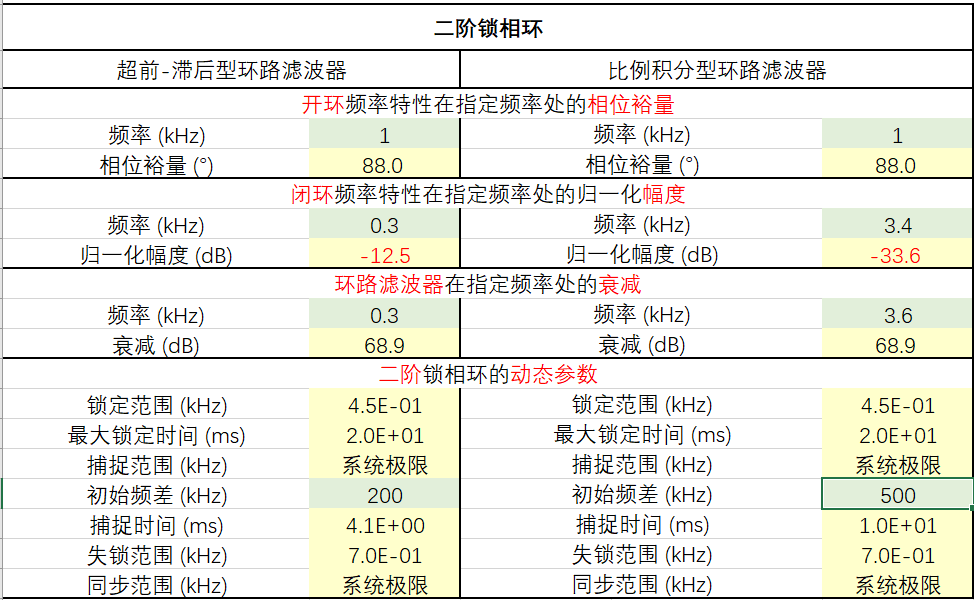 二阶锁相环
超前-滞后型环路滤波器 比例积分型环路滤波器
开环频率特性在指定频率处的相位裕量
频率 (kHz) 1 频率 (kHz) 1
相位裕量 (°) 88.0 相位裕量 (°) 88.0
闭环频率特性在指定频率处的归一化幅度
频率 (kHz) 0.3 频率 (kHz) 3.4
归一化幅度 (dB) -12.5 归一化幅度 (dB) -33.6
环路滤波器在指定频率处的衰减
频率 (kHz) 0.3 频率 (kHz) 3.6
衰减 (dB) 68.9 衰减 (dB) 68.9
二阶锁相环的动态参数
锁定范围 (kHz) 4.5E-01 锁定范围 (kHz) 4.5E-01
最大锁定时间 (ms) 2.0E+01 最大锁定时间 (ms) 2.0E+01
捕捉范围 (kHz) 系统极限 捕捉范围 (kHz) 系统极限
初始频差 (kHz) 200 初始频差 (kHz) 500
捕捉时间 (ms) 4.1E+00 捕捉时间 (ms) 1.0E+01
失锁范围 (kHz) 7.0E-01 失锁范围 (kHz) 7.0E-01
同步范围 (kHz) 系统极限 同步范围 (kHz) 系统极限